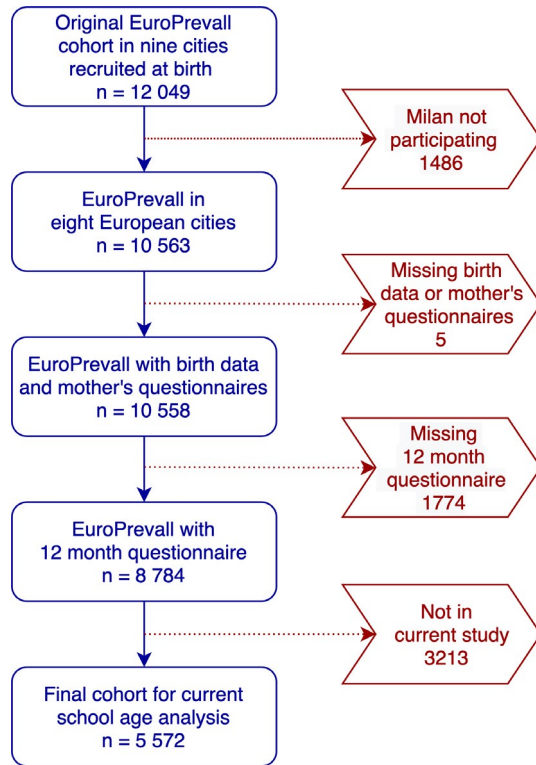 Original EuroPrevall
cohort in nine cities
recruited at birth
n = 12 049
Milan not
participating
1486
EuroPrevall in
eight European cities
n = 10 563
Missing birth
data or mother's
questionnaires
5
EuroPrevall with birth data
and mother's questionnaires
n = 10 558
Missing
12 month
questionnaire
1774
EuroPrevall with
12 month questionnaire
n = 8 784
Not in
current study
3213
Final cohort for current
school age analysis
n = 5 572